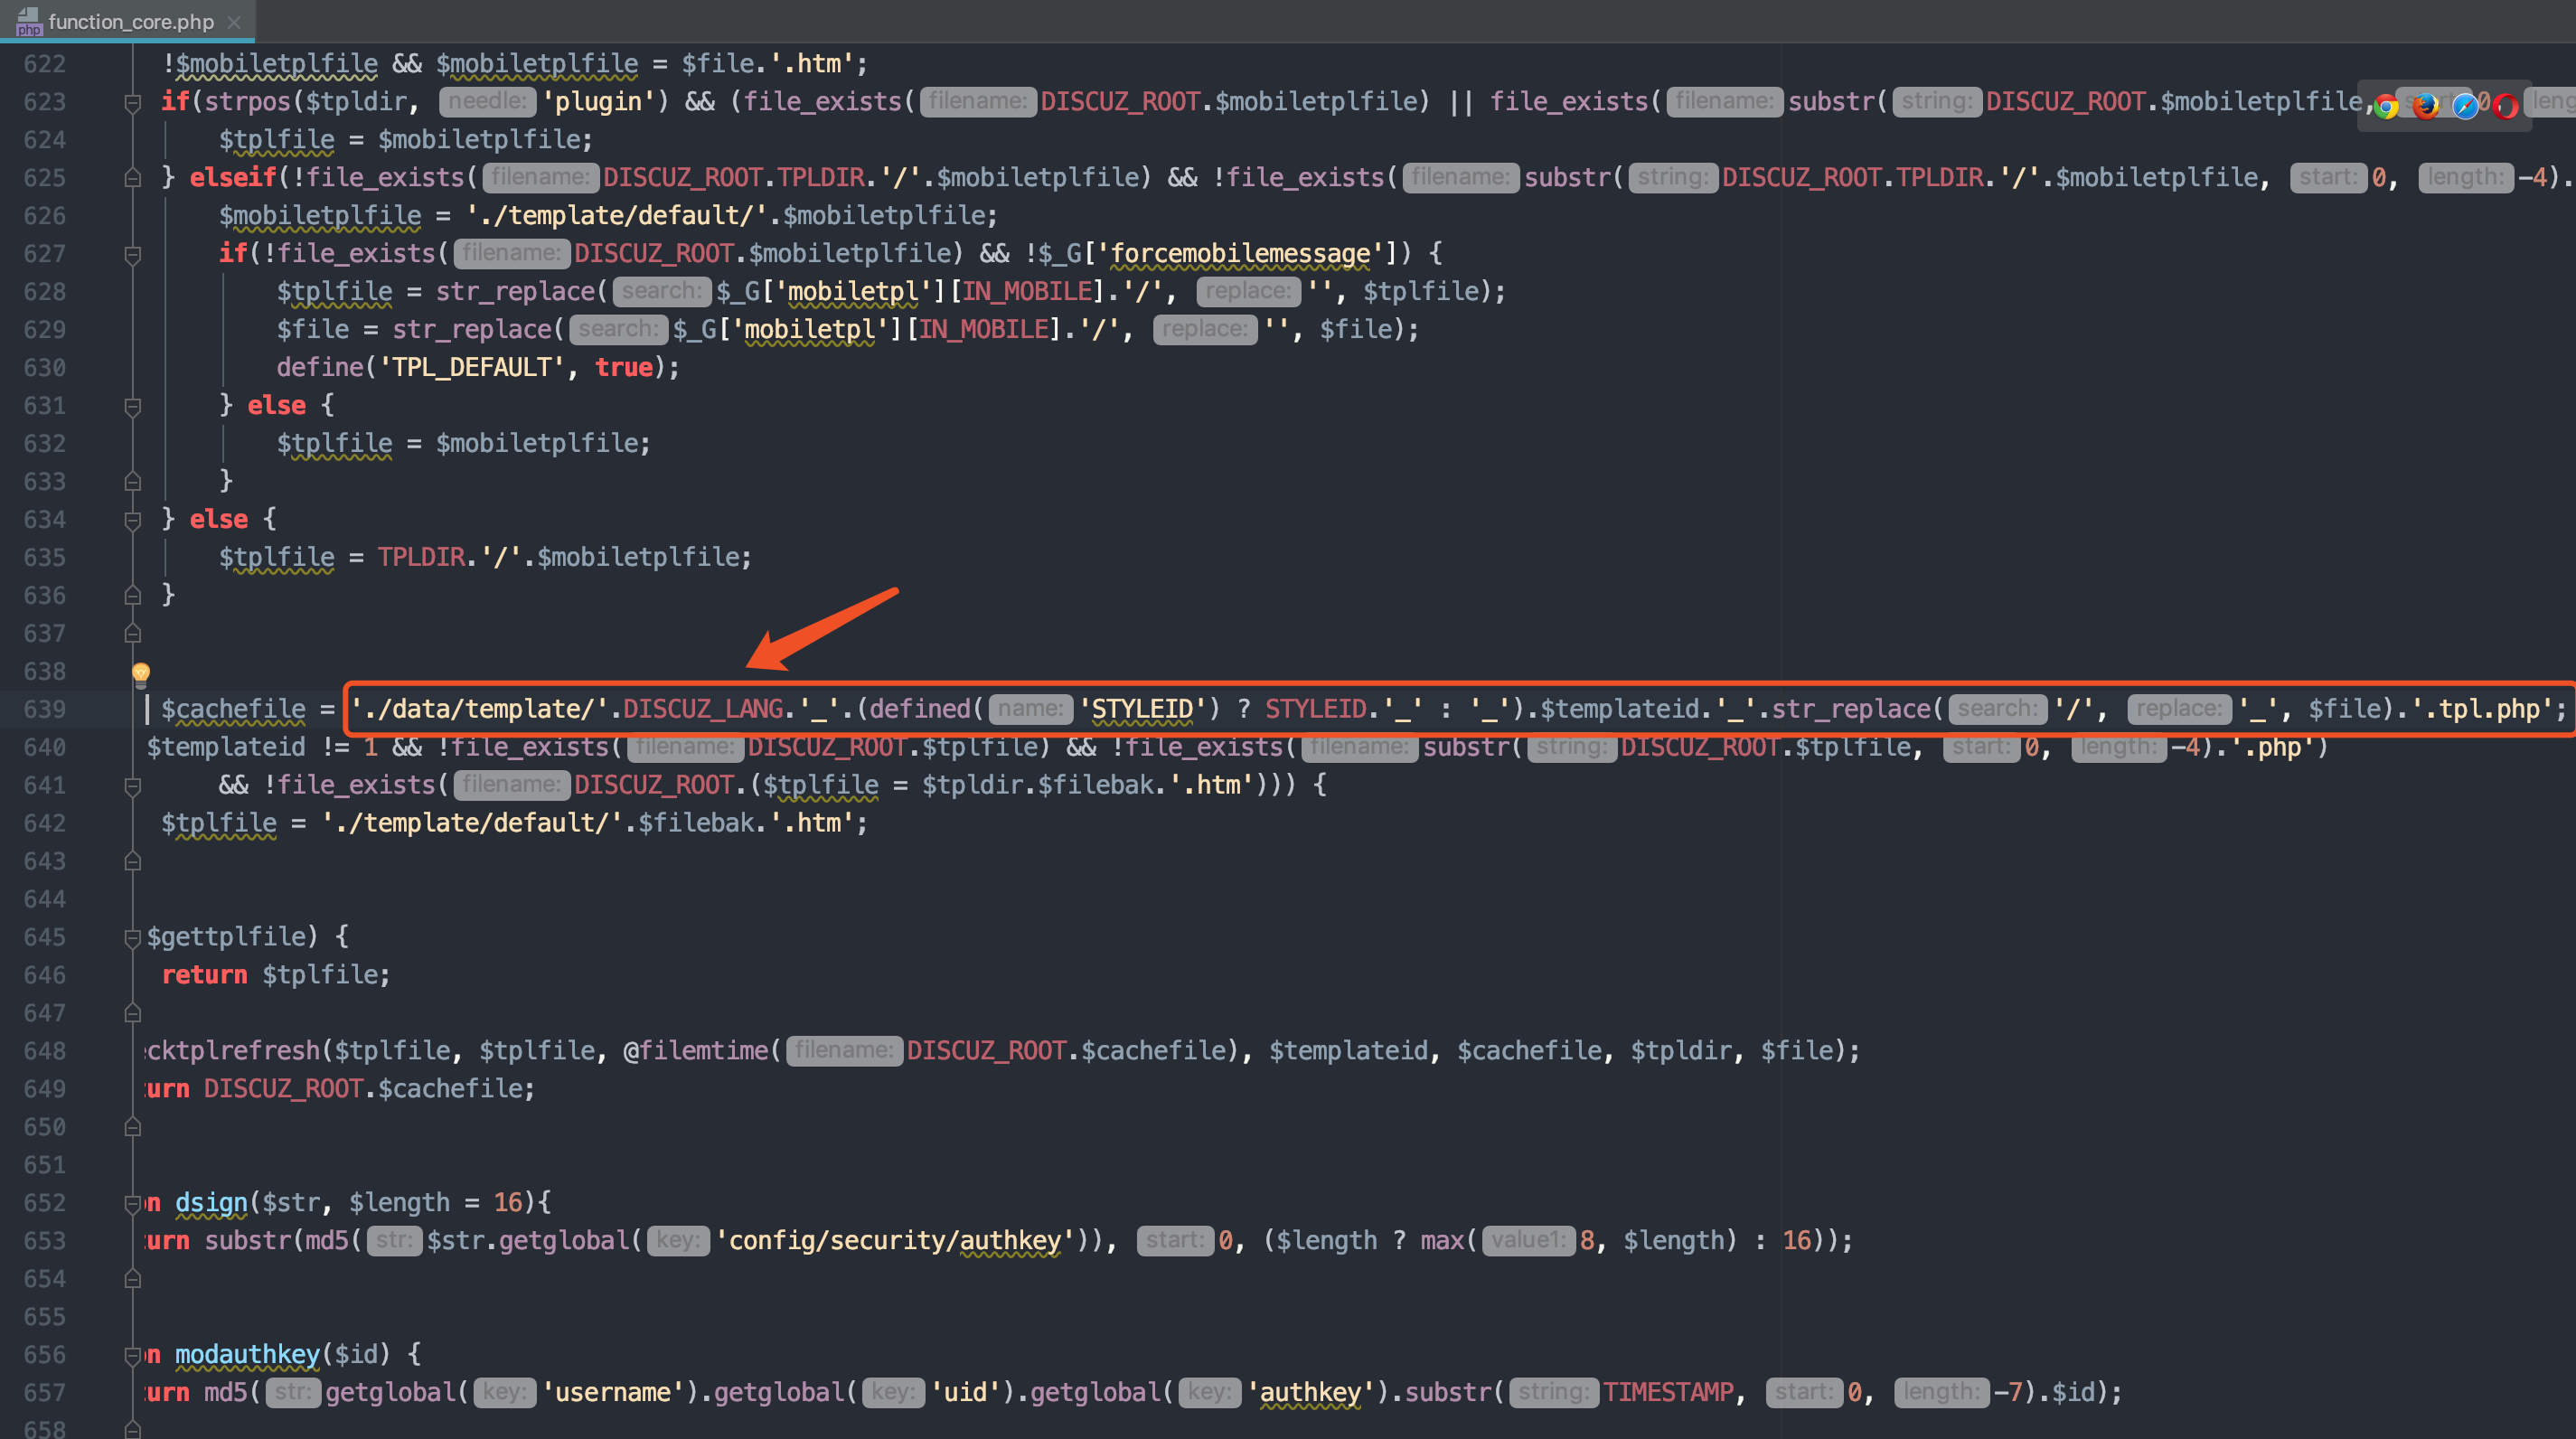 function_core.php
622 !$mobiletplfile && $mobiletplfile = $file.'.htm';
623 if(strpos($tpldir, needle: 'plugin') && (file_exists( filename: DISCUZ_ROOT.$mobiletplfile) || file_exists( filename: substr( string: DISCUZ_ROOT.$mobiletplfile, start: 0, leng
624 $tplfile = $mobiletplfile;
625 } elseif(!file_exists( filename: DISCUZ_ROOT.TPLDIR.'/'.$mobiletplfile) && !file_exists( filename: substr( string: DISCUZ_ROOT.TPLDIR.'/'.$mobiletplfile, start: 0, length: -4).
626 $mobiletplfile = './template/default/'.$mobiletplfile;
627 if(!file_exists( filename: DISCUZ_ROOT.$mobiletplfile) && !$_G['forcemobilemessage']) {
628 $tplfile = str_replace( search: $_G['mobiletpl'][IN_MOBILE].'/', replace: '', $tplfile);
629 $file = str_replace( search: $_G['mobiletpl'][IN_MOBILE].'/', replace: '', $file);
630 define('TPL_DEFAULT', true);
631 } else {
632 $tplfile = $mobiletplfile;
633 }
634 } else {
635 $tplfile = TPLDIR.'/'.$mobiletplfile;
636 }
637
638
639 $cachefile = './data/template/'.DISCUZ_LANG.'_'.(defined( name: 'STYLEID') ? STYLEID.'_' : '_').$templateid.'_'.str_replace( search: '/', replace: '_', $file).'.tpl.php';
640 $templateid != 1 && !file_exists( filename: DISCUZ_ROOT.$tplfile) && !file_exists( filename: substr( string: DISCUZ_ROOT.$tplfile, start: 0, length: -4).'.php')
641 && !file_exists( filename: DISCUZ_ROOT.($tplfile = $tpldir.$filebak.'.htm'))) {
642 $tplfile = './template/default/'.$filebak.'.htm';
643
644
645 $gettplfile) {
646 return $tplfile;
647
648 cktplrefresh($tplfile, $tplfile, @filemtime( filename: DISCUZ_ROOT.$cachefile), $templateid, $cachefile, $tpldir, $file);
649 urn DISCUZ_ROOT.$cachefile;
650
651
652 n dsign($str, $length = 16){
653 urn substr(md5( str: $str.getglobal( key: 'config/security/authkey')), start: 0, ($length ? max( value1: 8, $length) : 16));
654
655
656 n modauthkey($id) {
657 urn md5( str: getglobal( key: 'username').getglobal( key: 'uid').getglobal( key: 'authkey').substr( string: TIMESTAMP, start: 0, length: -7).$id);
658